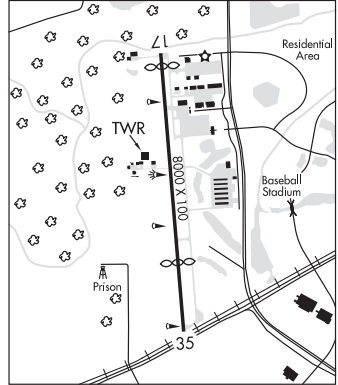 17
Residential
Area
TWR
8000 X 100
Baseball
Stadium
Prison
35